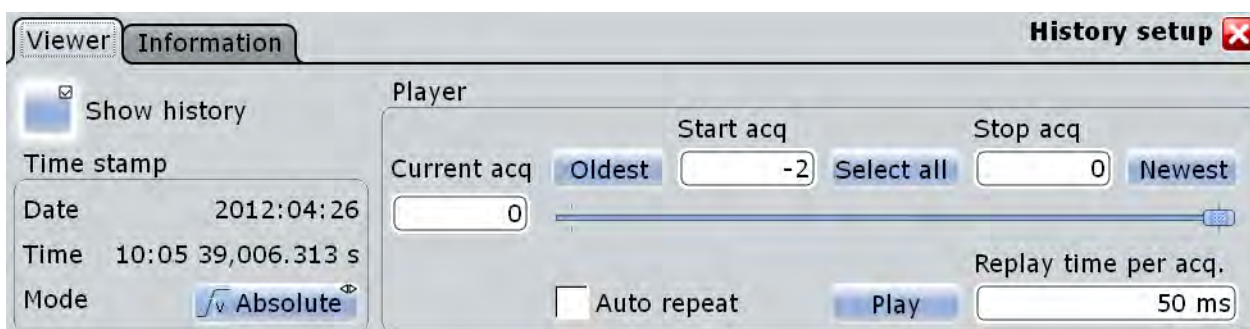 Viewer Information History setup
Show history
Time stamp
Date 2012:04:26
Time 10:05 39,006.313 s
Mode Absolute
Player
Start acq Stop acq
Current acq Oldest -2 Select all 0 Newest
0
Replay time per acq.
Auto repeat Play 50 ms